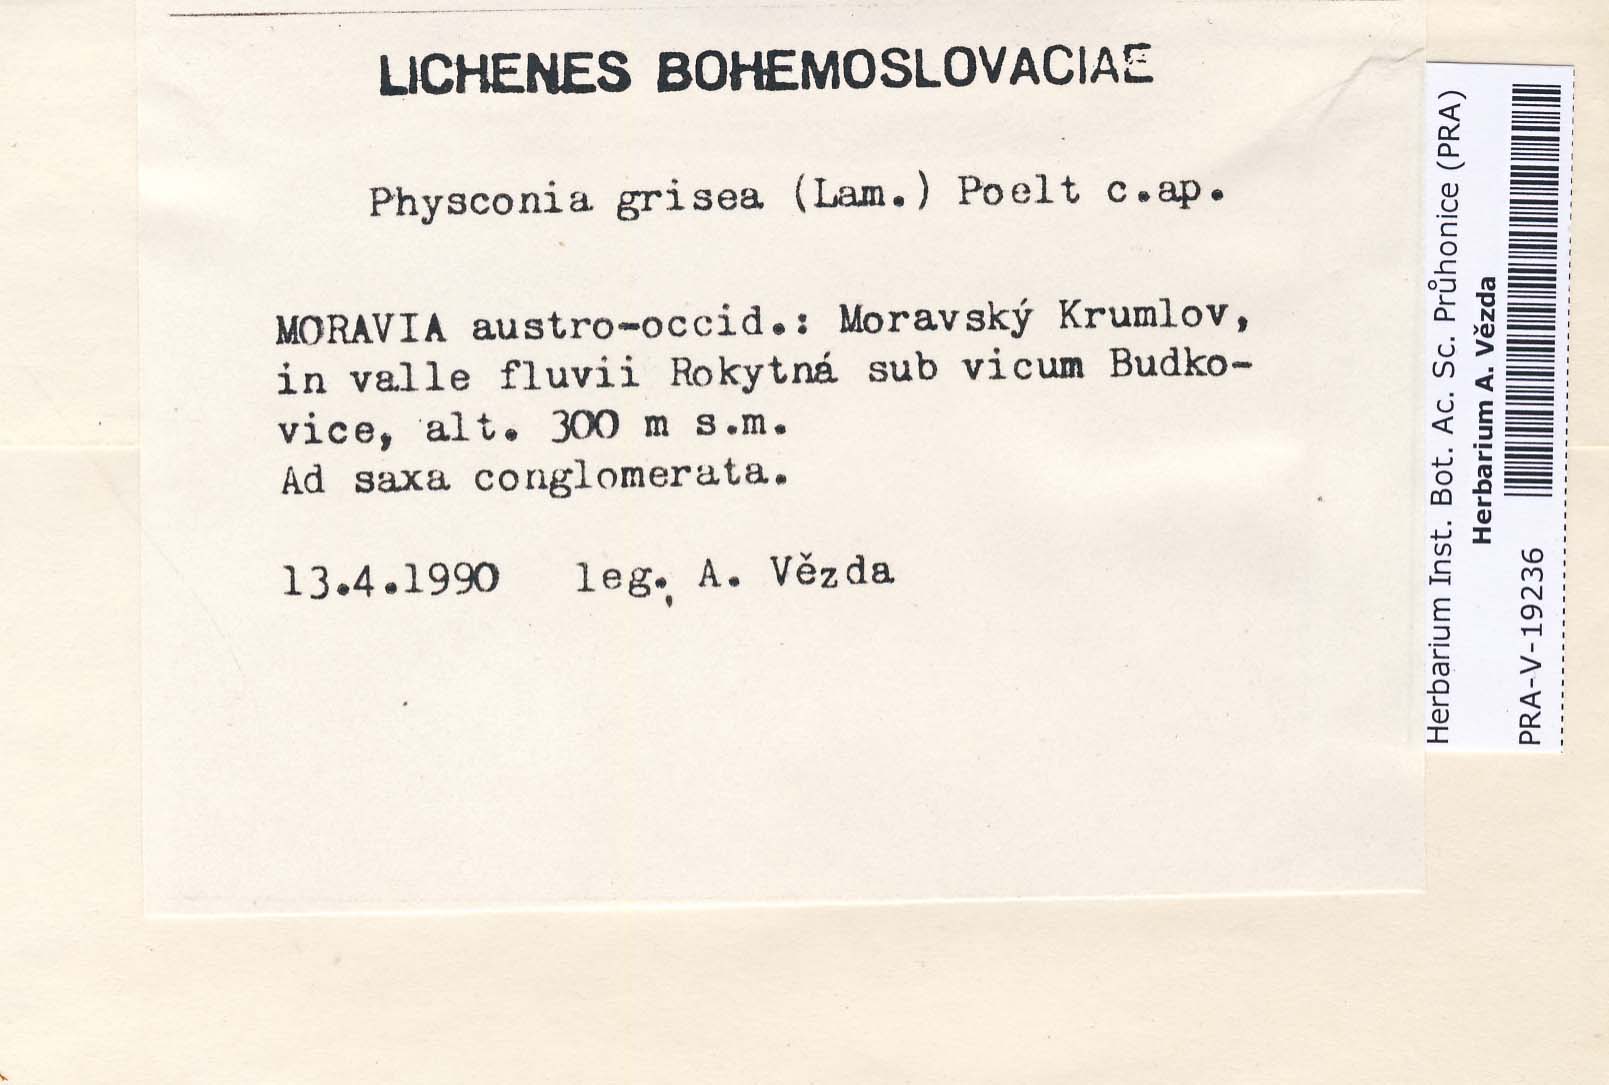 LICHENES BOHEMOSLOVACIAE
Physconia grisea (Lam.) Poelt c.ap.
MORAVIA austro-occid.: Moravský Krumlov,
in valle fluvii Rokytná sub vicum Budko-
vice, alt. 300 m s.m.
Ad saxa conglomerata.
13.4.1990 leg. A. Vězda
Herbarium Inst. Bot. Ac. Sc. Průhonice (PRA)
Herbarium A. Vězda
PRA-V-19236